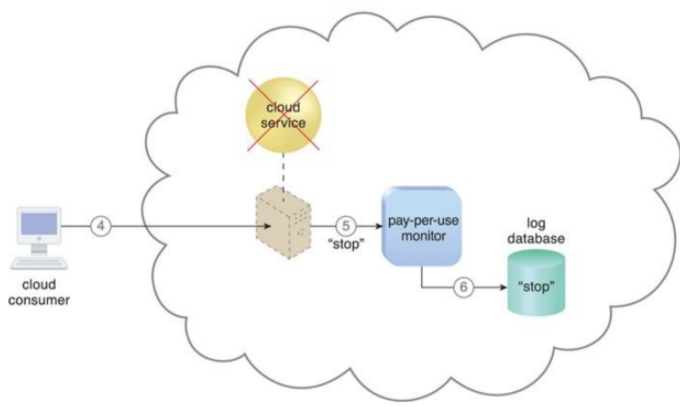 cloud
service
4
5
"stop"
pay-per-use
monitor
log
database
6
"stop"
cloud
consumer